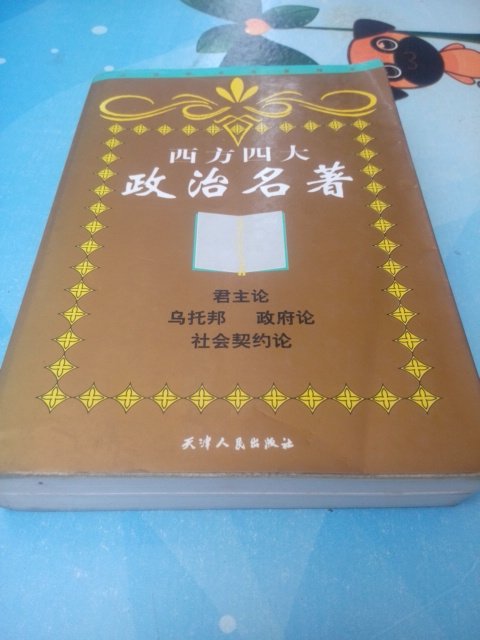 西方四大
政治名著
君主论
乌托邦 政府论
社会契约论
天津人民出版社